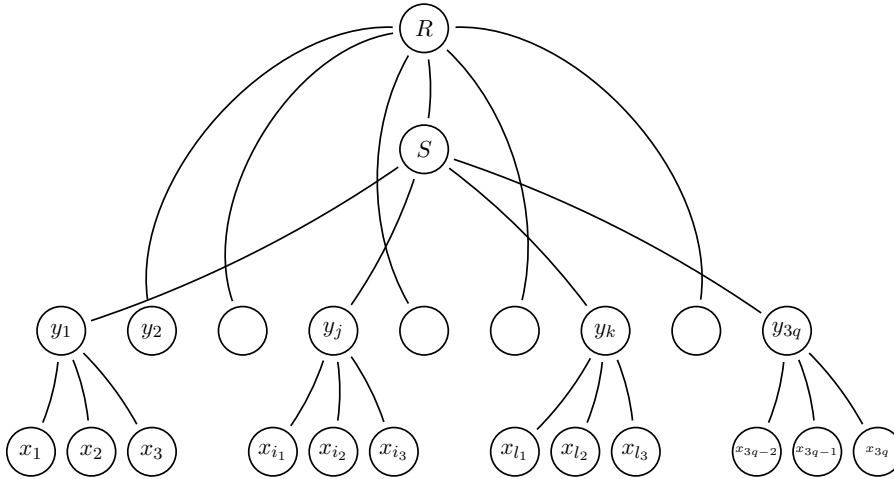 R
S
y₁ y₂ yⱼ yₖ y₃q
x₁ x₂ x₃ xᵢ₁ xᵢ₂ xᵢ₃ xₗ₁ xₗ₂ xₗ₃ x₃q₋₂ x₃q₋₁ x₃q